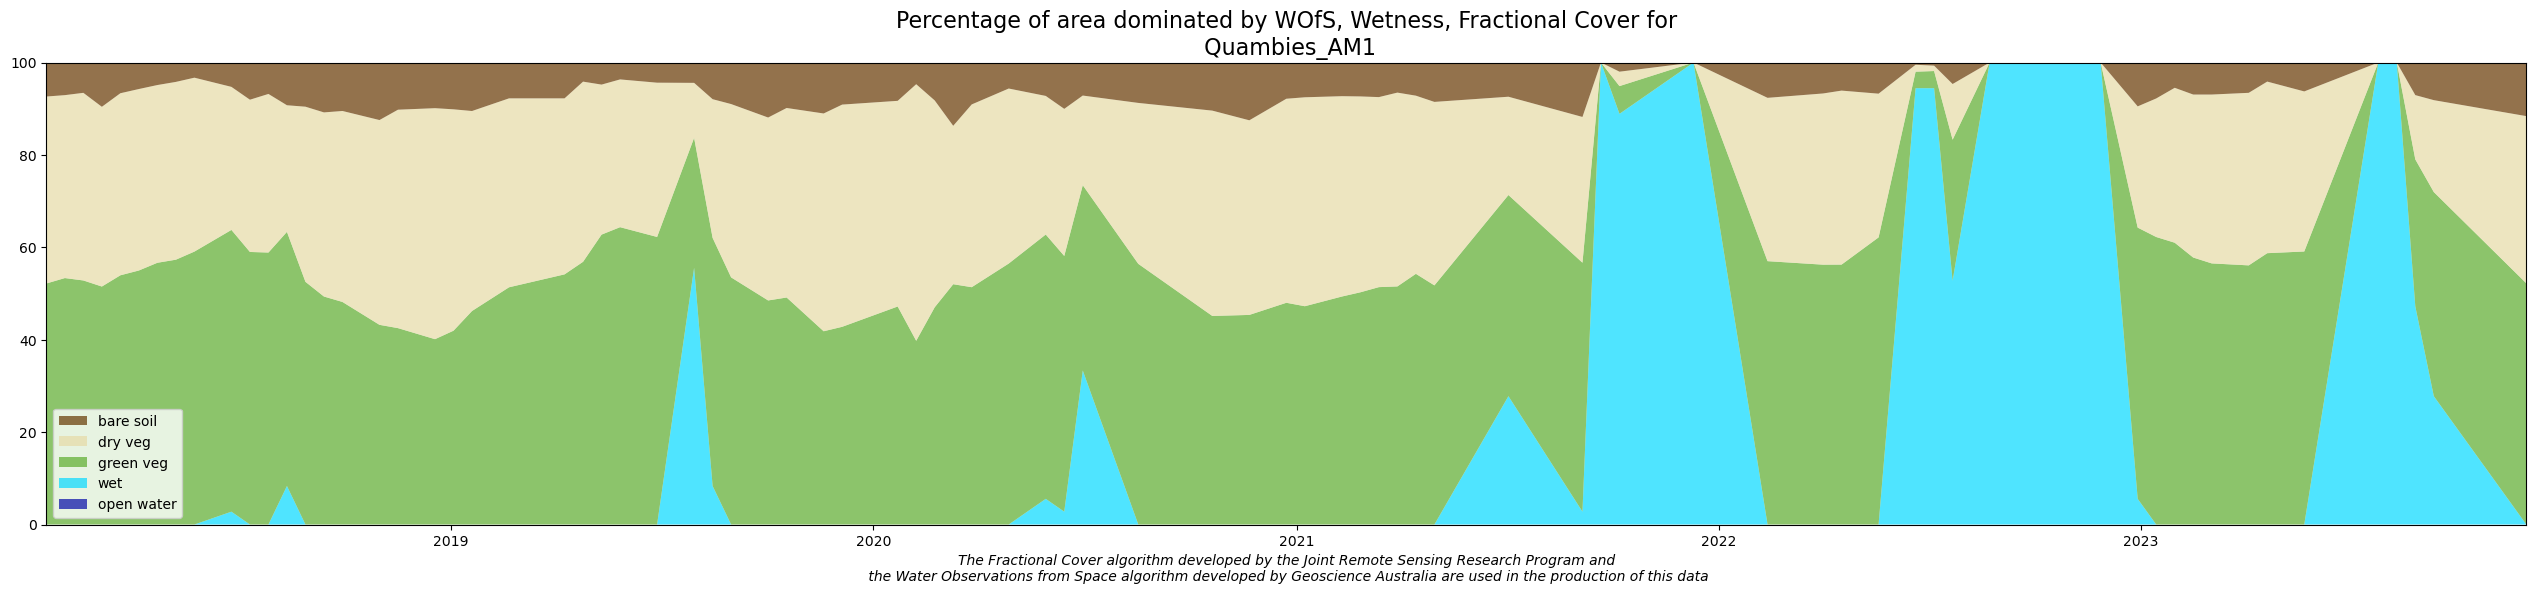 Percentage of area dominated by WOfS, Wetness, Fractional Cover for
Quambies_AM1
100
80
60
40
20
0
bare soil
dry veg
green veg
wet
open water
2019
2020
2021
2022
2023
The Fractional Cover algorithm developed by the Joint Remote Sensing Research Program and
the Water Observations from Space algorithm developed by Geoscience Australia are used in the production of this data